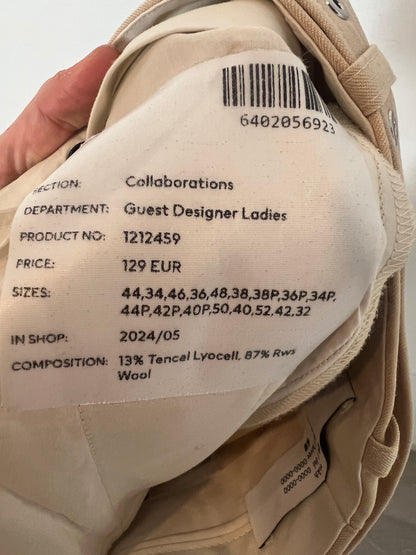 6402056923
SECTION: Collaborations
DEPARTMENT: Guest Designer Ladies
PRODUCT NO: 1212459
PRICE: 129 EUR
SIZES: 44,34,46,36,48,38,38P,36P,34P,
44P,42P,40P,50,40,52,42,32
IN SHOP: 2024/05
COMPOSITION: 13% Tencel Lyocell, 87% Rws
Wool